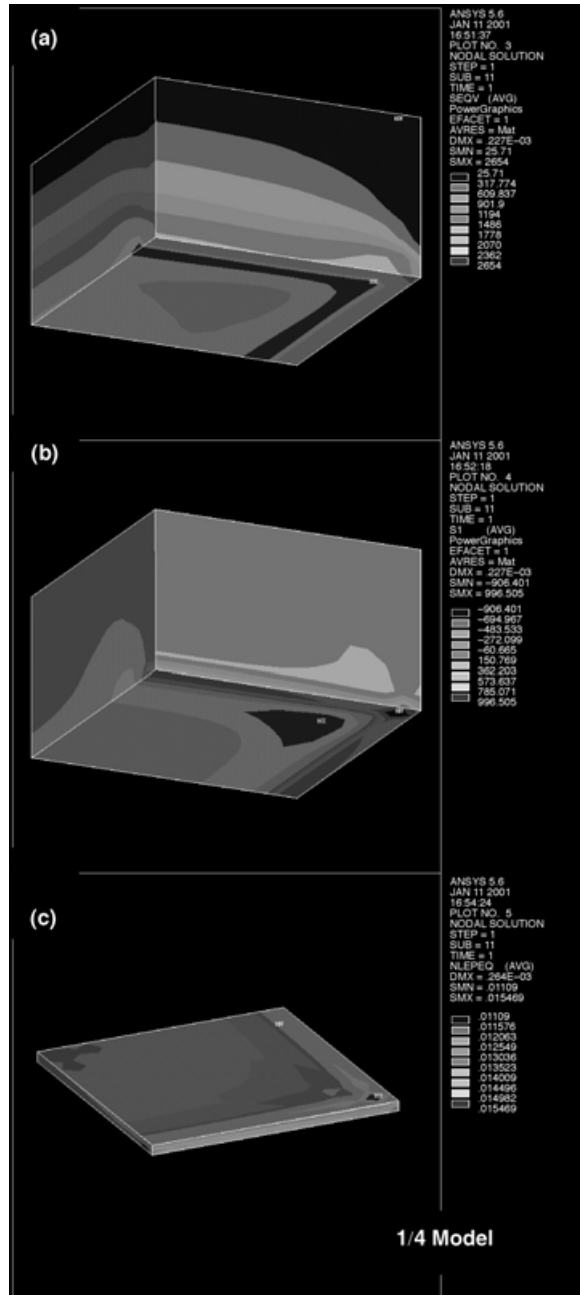 (a)
ANSYS 5.6
JAN 11 2001
16:51:37
PLOT NO. 3
NODAL SOLUTION
STEP = 1
SUB = 11
TIME = 1
SEQV (AVG)
PowerGraphics
EFACET = 1
AVRES = Mat
DMX = .227E-03
SMN = 25.71
SMX = 2654
25.71
317.774
609.837
901.9
1194
1486
1778
2070
2362
2654
(b)
ANSYS 5.6
JAN 11 2001
16:52:18
PLOT NO. 4
NODAL SOLUTION
STEP = 1
SUB = 11
TIME = 1
S1 (AVG)
PowerGraphics
EFACET = 1
AVRES = Mat
DMX = .227E-03
SMN = -906.401
SMX = 996.505
-906.401
-694.967
-483.533
-272.099
-60.665
150.769
362.203
573.637
785.071
996.505
(c)
ANSYS 5.6
JAN 11 2001
16:54:24
PLOT NO. 5
NODAL SOLUTION
STEP = 1
SUB = 11
TIME = 1
NLEPEQ (AVG)
DMX = .264E-03
SMN = .01109
SMX = .015469
.01109
.011576
.012063
.012549
.013036
.013523
.014009
.014496
.014982
.015469
1/4 Model